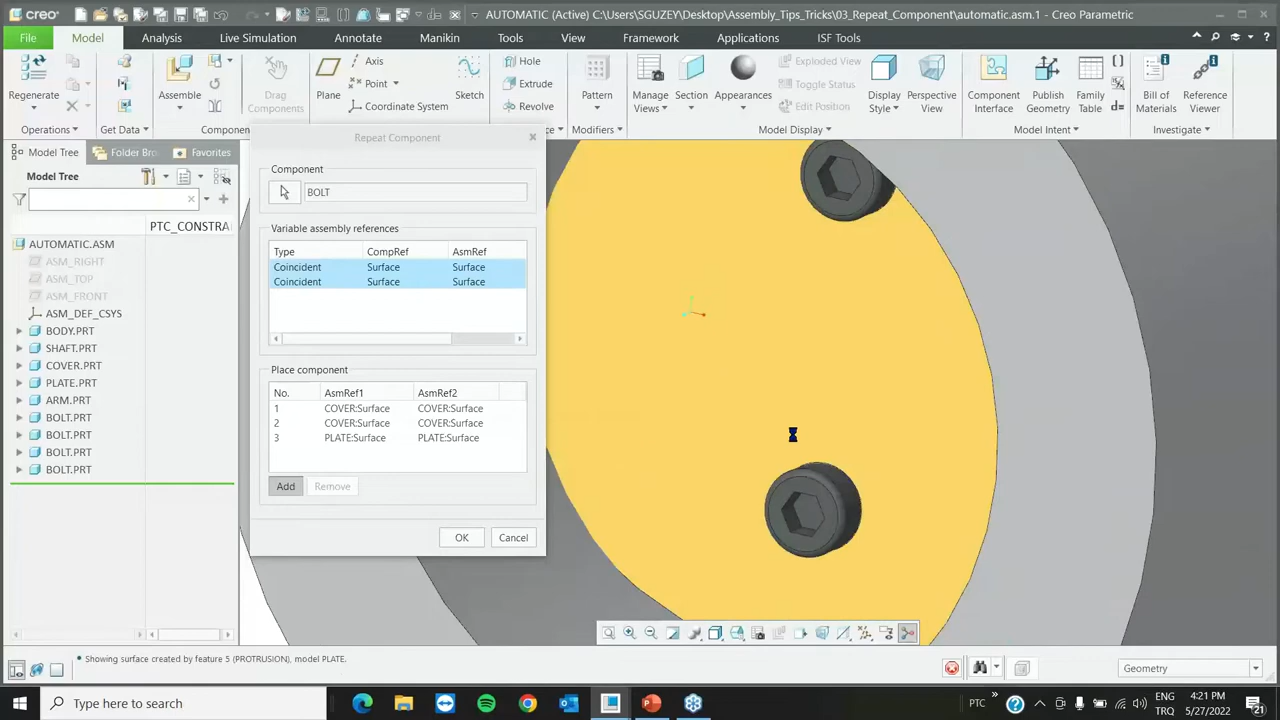 creo
AUTOMATIC (Active) C:\Users\SGUZEY\Desktop\Assembly_Tips_Tricks\03_Repeat_Component\automatic.asm.1 - Creo Parametric
File Model Analysis Live Simulation Annotate Manikin Tools View Framework Applications ISF Tools
Regenerate
Operations
Get Data
Assemble
Drag Components
Component
Plane
Axis
Point
Coordinate System
Sketch
Hole
Extrude
Revolve
Pattern
Modifiers
Manage Views
Section
Appearances
Exploded View
Toggle Status
Edit Position
Display Style
Perspective View
Model Display
Component Interface
Publish Geometry
Family Table
Model Intent
Bill of Materials
Reference Viewer
Investigate
Model Tree Folder Bro Favorites
Model Tree
PTC_CONSTRA
AUTOMATIC.ASM
ASM_RIGHT
ASM_TOP
ASM_FRONT
ASM_DEF_CSYS
BODY.PRT
SHAFT.PRT
COVER.PRT
PLATE.PRT
ARM.PRT
BOLT.PRT
BOLT.PRT
BOLT.PRT
BOLT.PRT
Repeat Component
Component
BOLT
Variable assembly references
Type CompRef AsmRef
Coincident Surface Surface
Coincident Surface Surface
Place component
No. AsmRef1 AsmRef2
1 COVER:Surface COVER:Surface
2 COVER:Surface COVER:Surface
3 PLATE:Surface PLATE:Surface
Add Remove
OK Cancel
• Showing surface created by feature 5 (PROTRUSION), model PLATE.
Geometry
Type here to search
PTC
ENG 4:21 PM
TRQ 5/27/2022
21